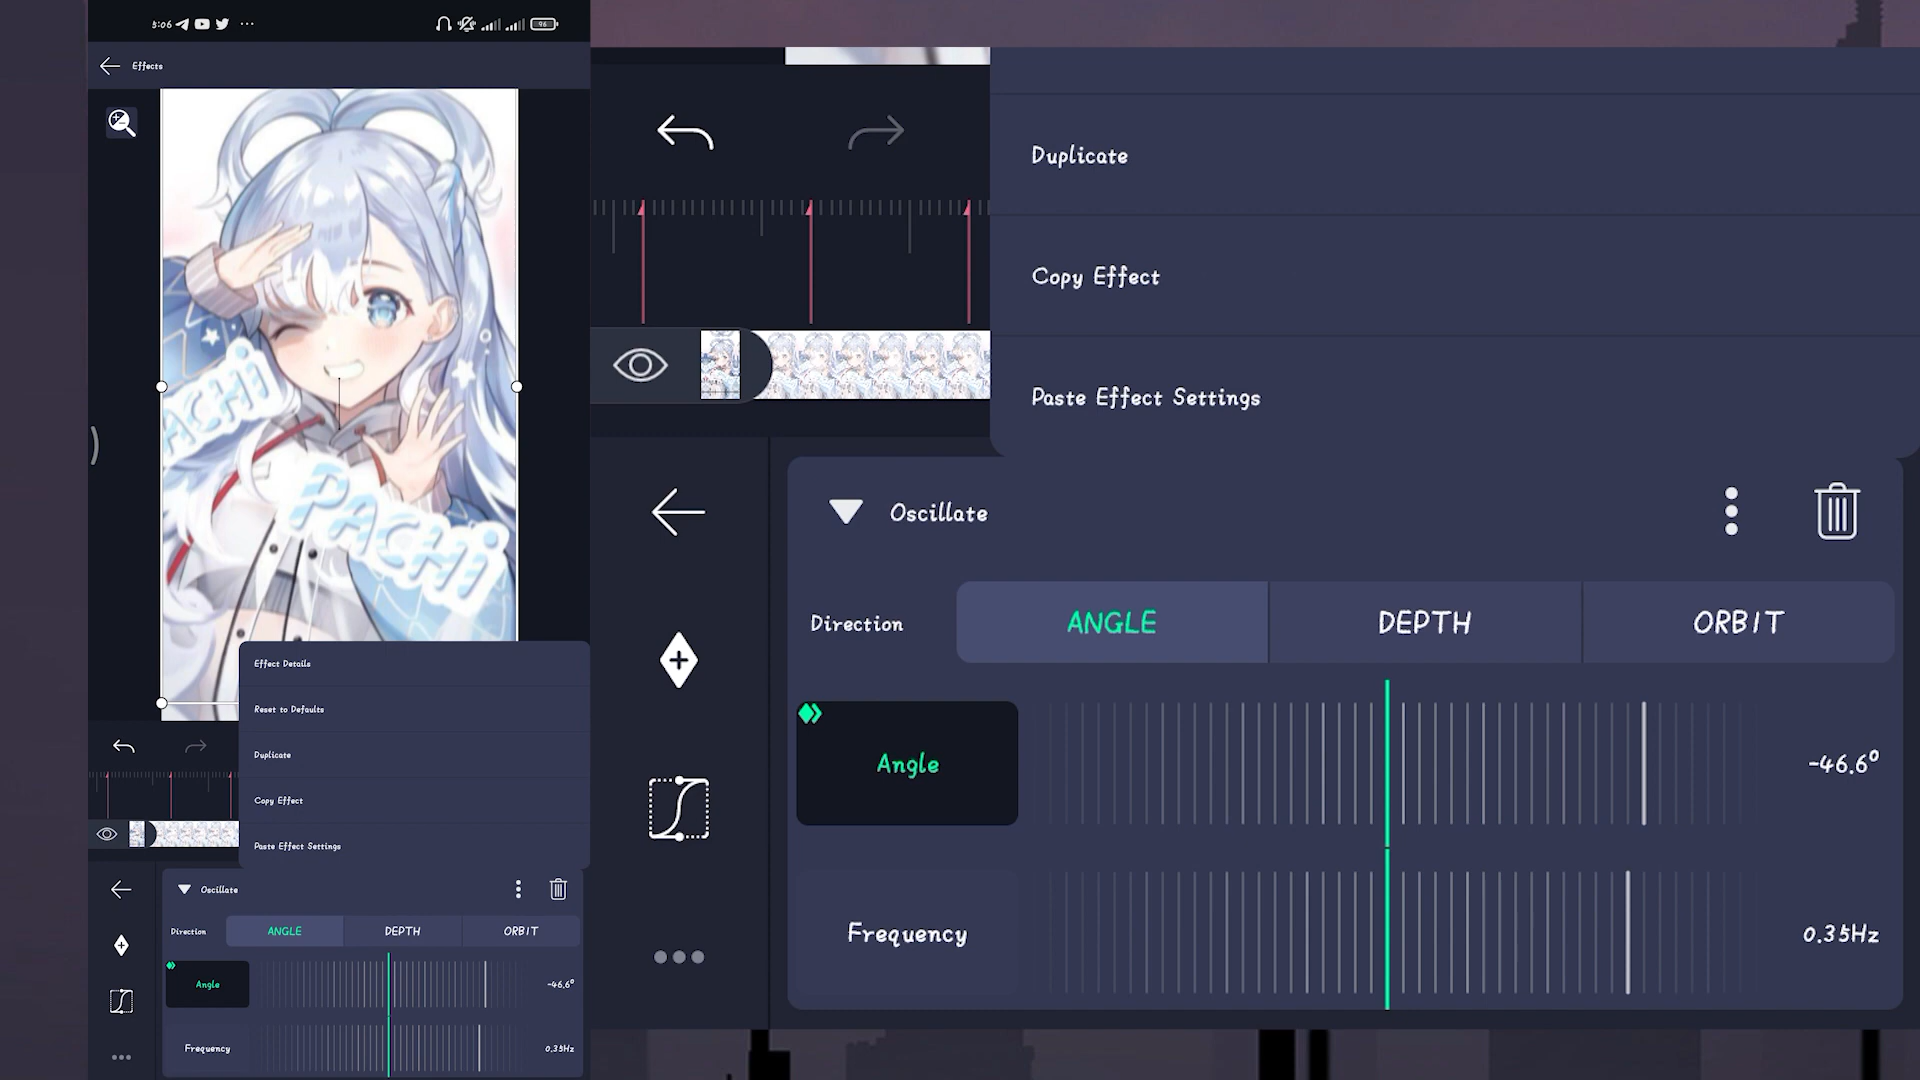 5:06
96
Effects
PACHi
PACHi
Effect Details
Reset to Defaults
Duplicate
Copy Effect
Paste Effect Settings
Oscillate
Direction
ANGLE
DEPTH
ORBIT
Angle
-46.6°
Frequency
0.35Hz
Duplicate
Copy Effect
Paste Effect Settings
Oscillate
Direction
ANGLE
DEPTH
ORBIT
Angle
-46.6°
Frequency
0.35Hz